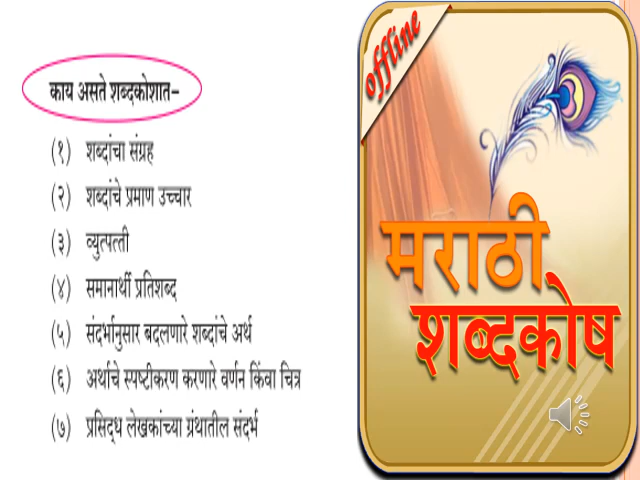 काय असते शब्दकोशात–
(१) शब्दांचा संग्रह
(२) शब्दांचे प्रमाण उच्चार
(३) व्युत्पत्ती
(४) समानार्थी प्रतिशब्द
(५) संदर्भानुसार बदलणारे शब्दांचे अर्थ
(६) अर्थाचे स्पष्टीकरण करणारे वर्णन किंवा चित्र
(७) प्रसिद्ध लेखकांच्या ग्रंथातील संदर्भ
offline
मराठी
शब्दकोष